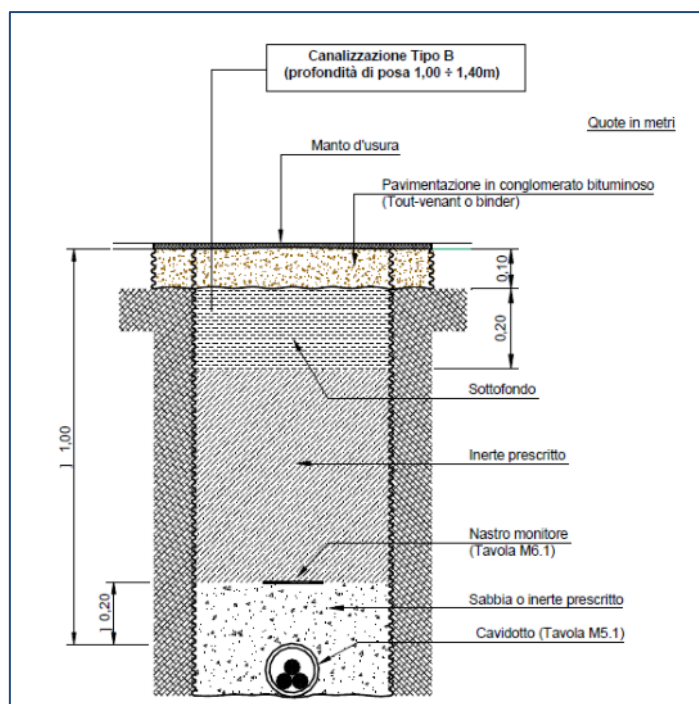 Canalizzazione Tipo B
(profondità di posa 1,00 ÷ 1,40m)
Quote in metri
Manto d'usura
Pavimentazione in conglomerato bituminoso
(Tout-venant o binder)
0,10
0,20
Sottofondo
] 1,00
Inerte prescritto
Nastro monitore
(Tavola M6.1)
] 0,20
Sabbia o inerte prescritto
Cavidotto (Tavola M5.1)